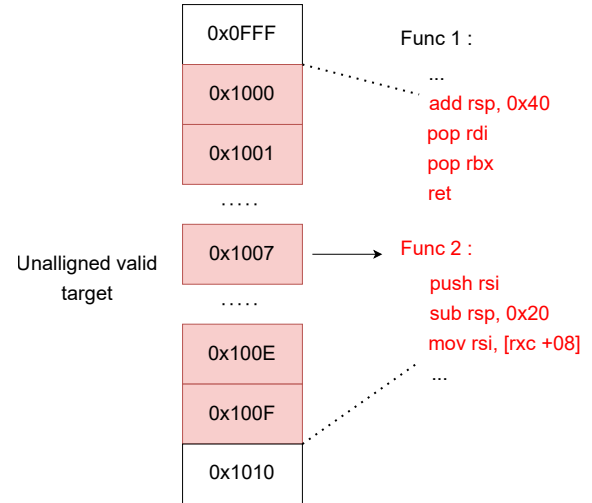 0x0FFF
0x1000
0x1001
.....
Unalligned valid
target
0x1007
.....
0x100E
0x100F
0x1010
Func 1 :
...
add rsp, 0x40
pop rdi
pop rbx
ret
Func 2 :
push rsi
sub rsp, 0x20
mov rsi, [rxc +08]
...